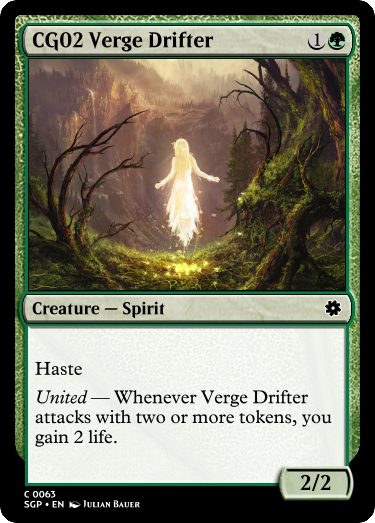 CG02 Verge Drifter 1
Creature — Spirit
Haste
United — Whenever Verge Drifter
attacks with two or more tokens, you
gain 2 life.
2/2
C 0063
SGP • EN Julian Bauer